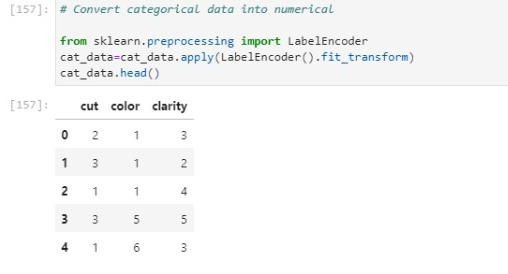 [157]: # Convert categorical data into numerical
from sklearn.preprocessing import LabelEncoder
cat_data=cat_data.apply(LabelEncoder().fit_transform)
cat_data.head()
[157]:
cut color clarity
0 2 1 3
1 3 1 2
2 1 1 4
3 3 5 5
4 1 6 3